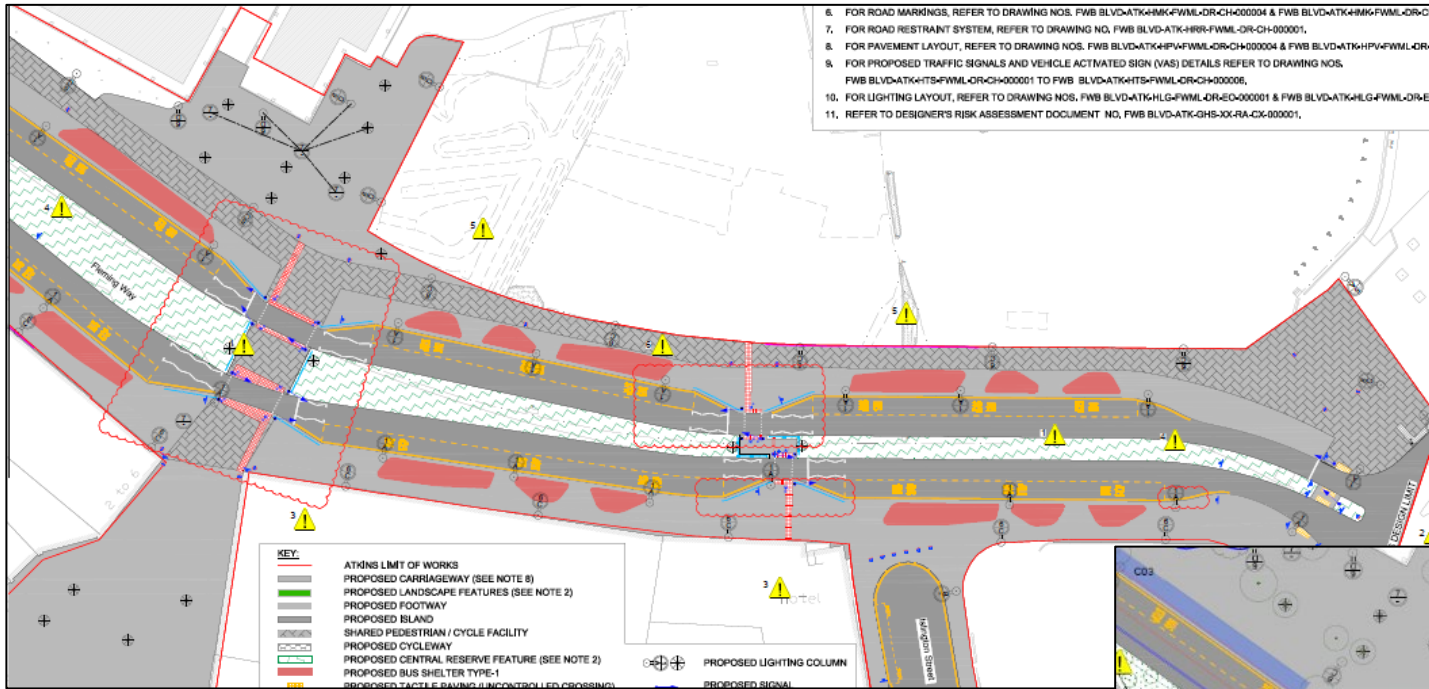 6. FOR ROAD MARKINGS, REFER TO DRAWING NOS. FWB BLVD-ATK-HMK-FWML-DR-CH-000004 & FWB BLVD-ATK-HMK-FWML-DR-C
7. FOR ROAD RESTRAINT SYSTEM, REFER TO DRAWING NO. FWB BLVD-ATK-HRR-FWML-DR-CH-000001.
8. FOR PAVEMENT LAYOUT, REFER TO DRAWING NOS. FWB BLVD-ATK-HPV-FWML-DR-CH-000004 & FWB BLVD-ATK-HPV-FWML-DR-
9. FOR PROPOSED TRAFFIC SIGNALS AND VEHICLE ACTIVATED SIGN (VAS) DETAILS REFER TO DRAWING NOS.
FWB BLVD-ATK-HTS-FWML-DR-CH-000001 TO FWB BLVD-ATK-HTS-FWML-DR-CH-000006.
10. FOR LIGHTING LAYOUT, REFER TO DRAWING NOS. FWB BLVD-ATK-HLG-FWML-DR-EO-000001 & FWB BLVD-ATK-HLG-FWML-DR-E
11. REFER TO DESIGNER'S RISK ASSESSMENT DOCUMENT NO. FWB BLVD-ATK-GHS-XX-RA-CX-000001.
4
5
Fleming Way
5
6
2 to 6
3
DESIGN LIMIT
2
3
hotel
Islington Street
C03
KEY:
ATKINS LIMIT OF WORKS
PROPOSED CARRIAGEWAY (SEE NOTE 8)
PROPOSED LANDSCAPE FEATURES (SEE NOTE 2)
PROPOSED FOOTWAY
PROPOSED ISLAND
SHARED PEDESTRIAN / CYCLE FACILITY
PROPOSED CYCLEWAY
PROPOSED CENTRAL RESERVE FEATURE (SEE NOTE 2)
PROPOSED BUS SHELTER TYPE-1
PROPOSED TACTILE PAVING (UNCONTROLLED CROSSING)
PROPOSED LIGHTING COLUMN
PROPOSED SIGNAL